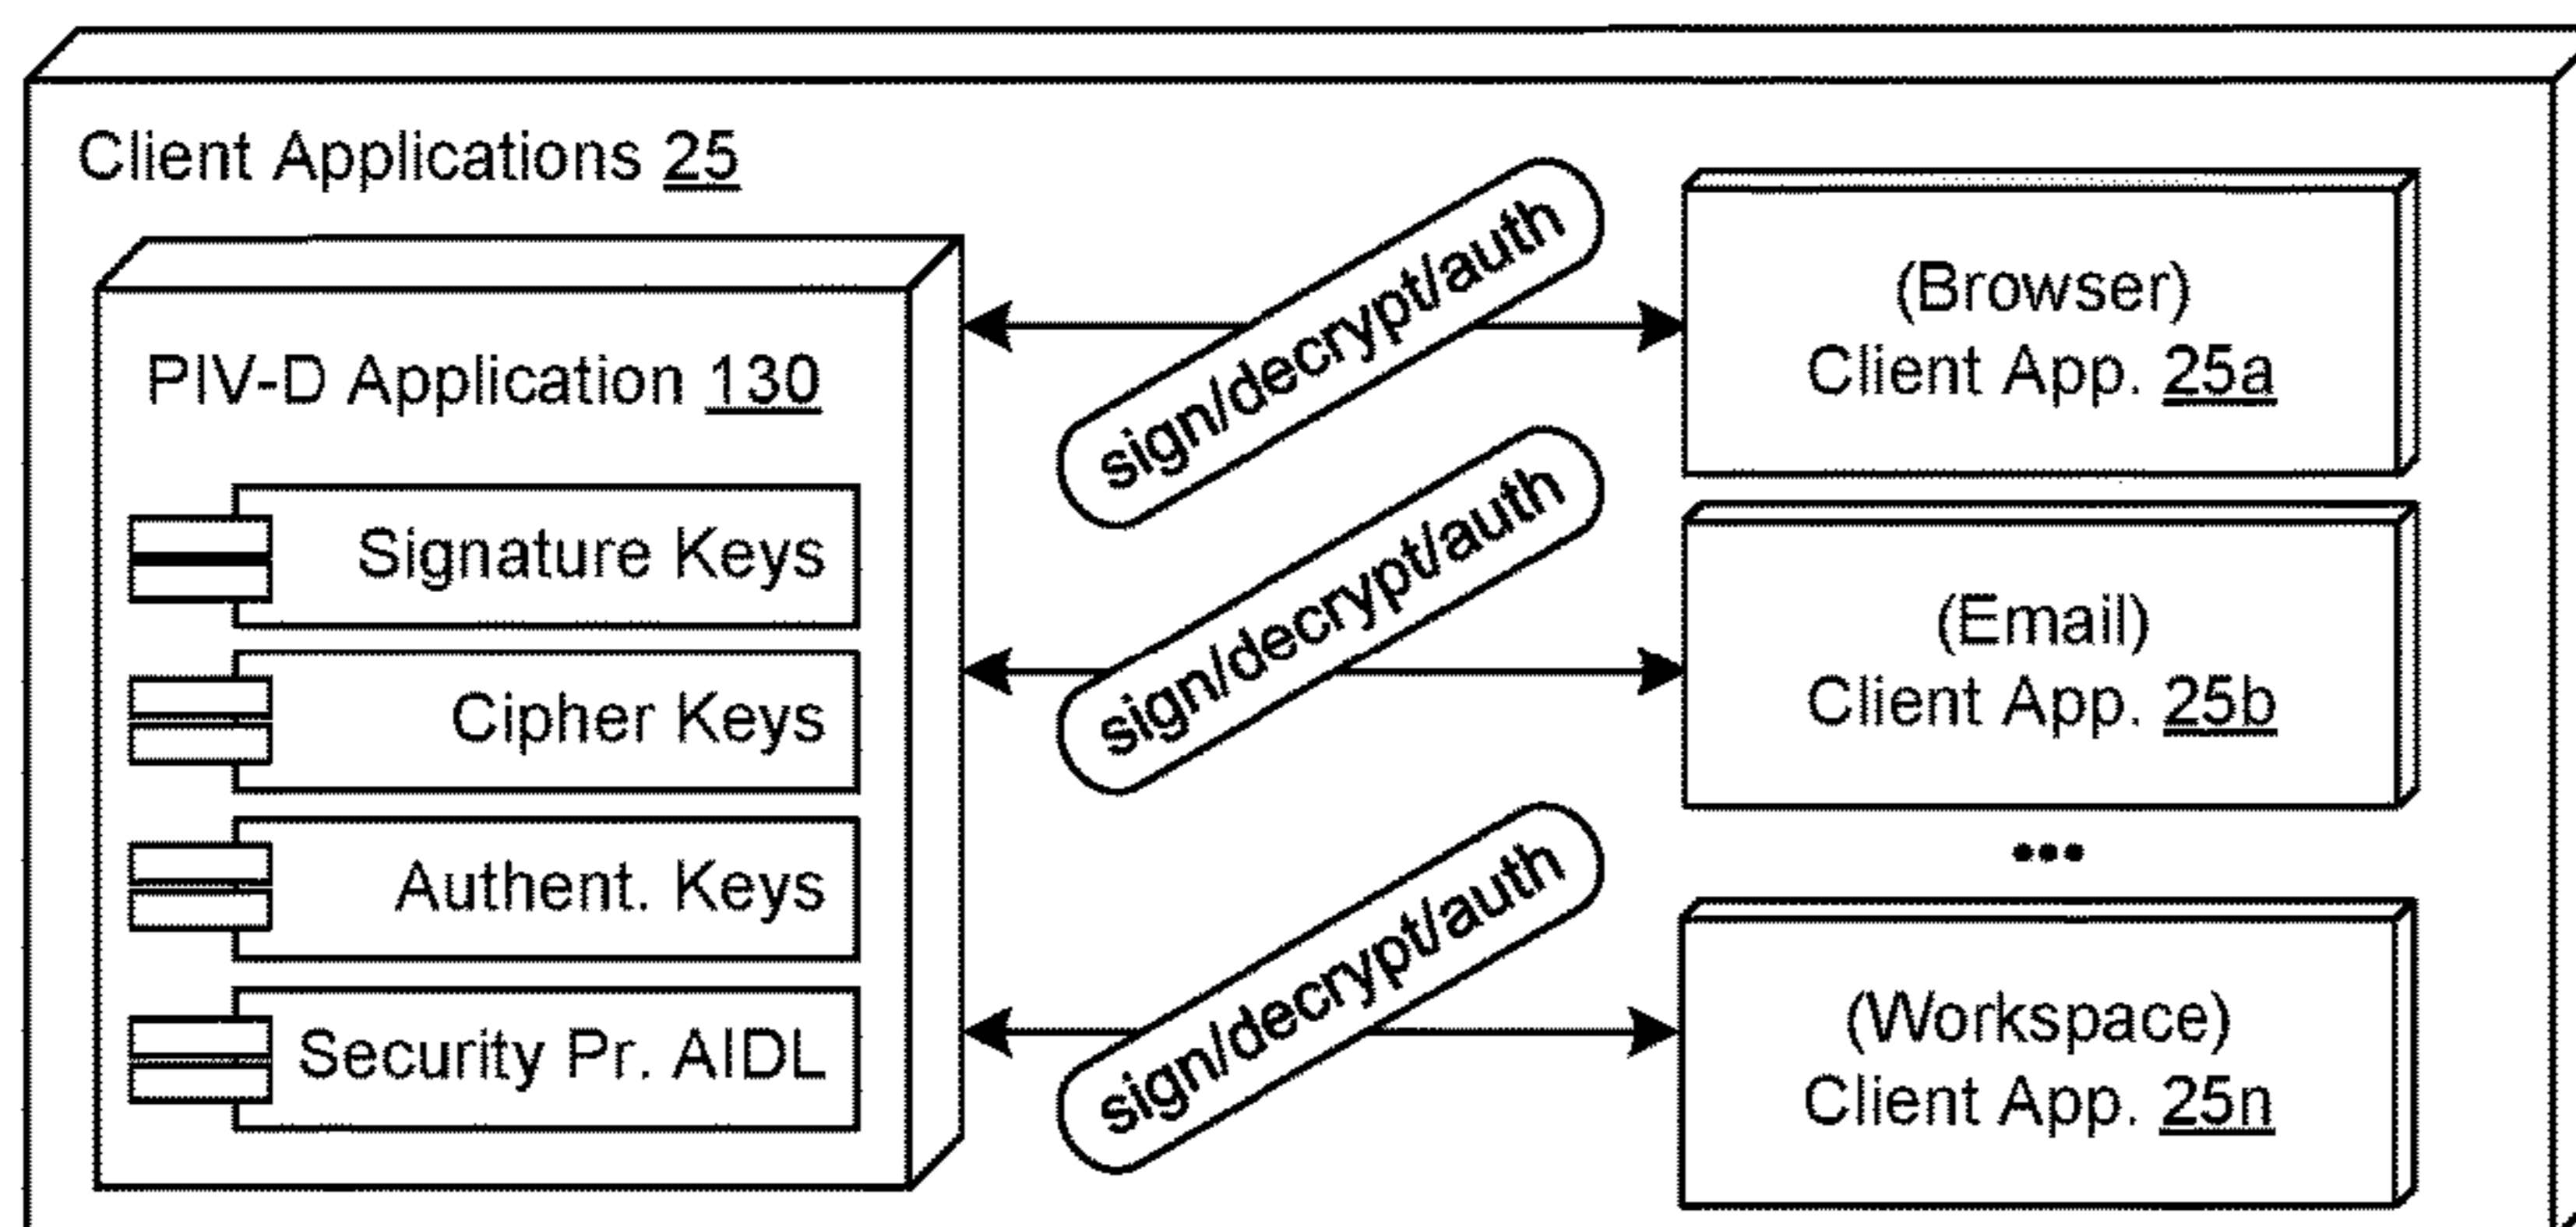 Client Applications 25
PIV-D Application 130
Signature Keys
Cipher Keys
Authent. Keys
Security Pr. AIDL
sign/decrypt/auth
sign/decrypt/auth
sign/decrypt/auth
(Browser)
Client App. 25a
(Email)
Client App. 25b
•••
(Workspace)
Client App. 25n